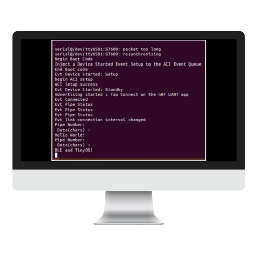 serial@/dev/ttyUSB1:57600: packet too long
serial@/dev/ttyUSB1:57600: resynchronising
Begin Boot Code
Inject a Device Started Event Setup to the ACI Event Queue
End Boot code
Evt Device Started: Setup
begin ACI setup
ACI Setup success
Evt Device Started: Standby
Advertising started : Tap Connect on the nRF UART app
Evt Connected
Evt Pipe Status
Evt Pipe Status
Evt Pipe Status
Evt link connection interval changed
Pipe Number:
Data(chars) :
Hello World!
Pipe Number:
Data(chars) :
BLE and TinyOS!